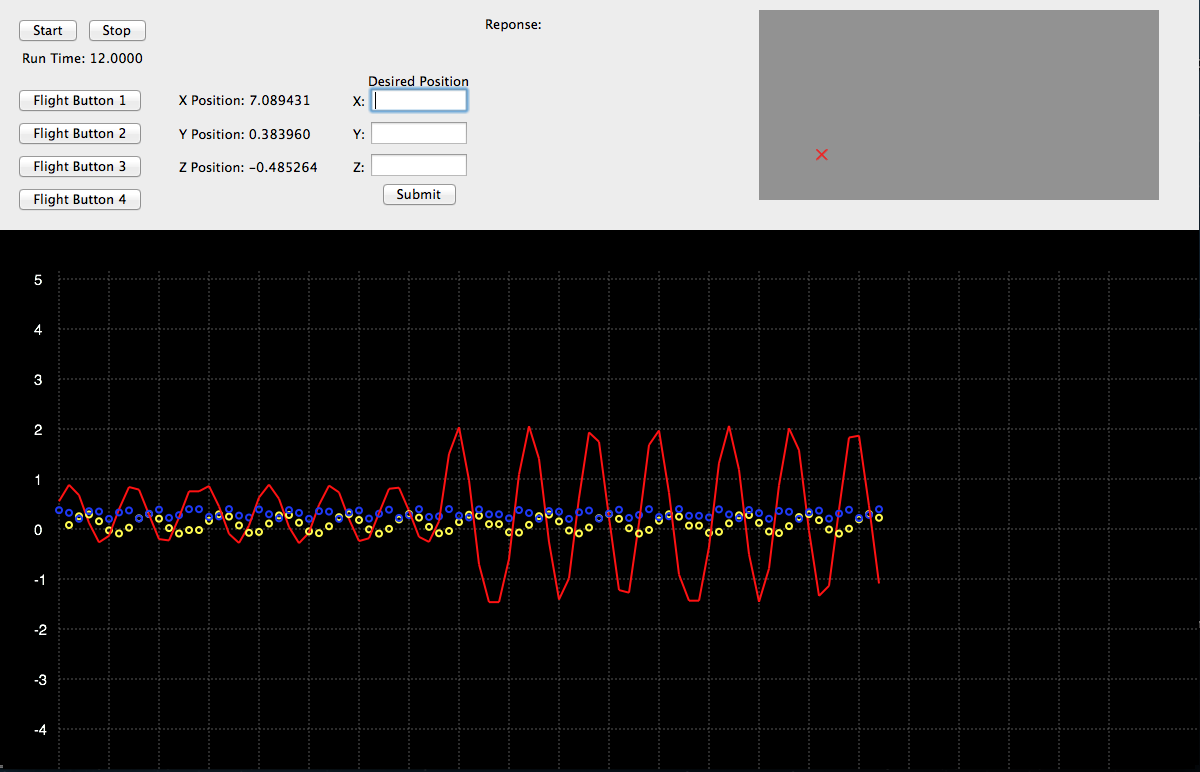 Start Stop Reponse:
Run Time: 12.0000
Desired Position
Flight Button 1 X Position: 7.089431 X:
Flight Button 2 Y Position: 0.383960 Y:
Flight Button 3 Z Position: -0.485264 Z:
Flight Button 4 Submit
5
4
3
2
1
0
-1
-2
-3
-4